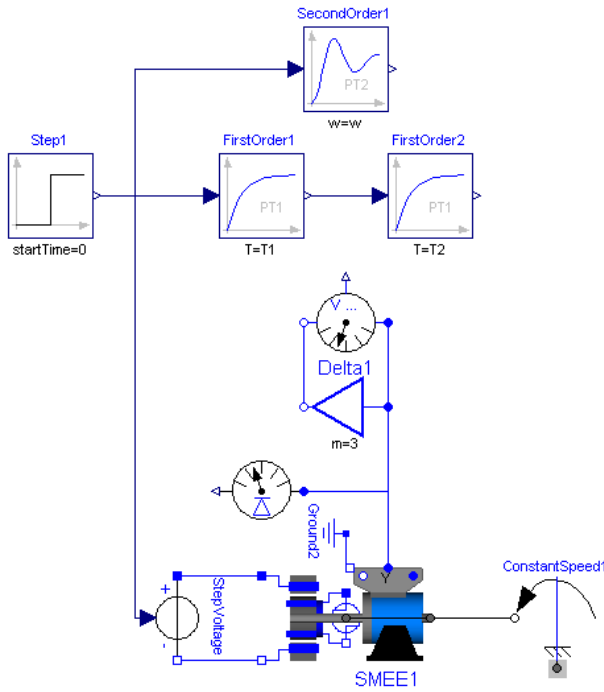 SecondOrder1
PT2
w=w
Step1
startTime=0
FirstOrder1
PT1
T=T1
FirstOrder2
PT1
T=T2
V ...
Delta1
m=3
Ground2
+
StepVoltage
-
Y
SMEE1
ConstantSpeed1